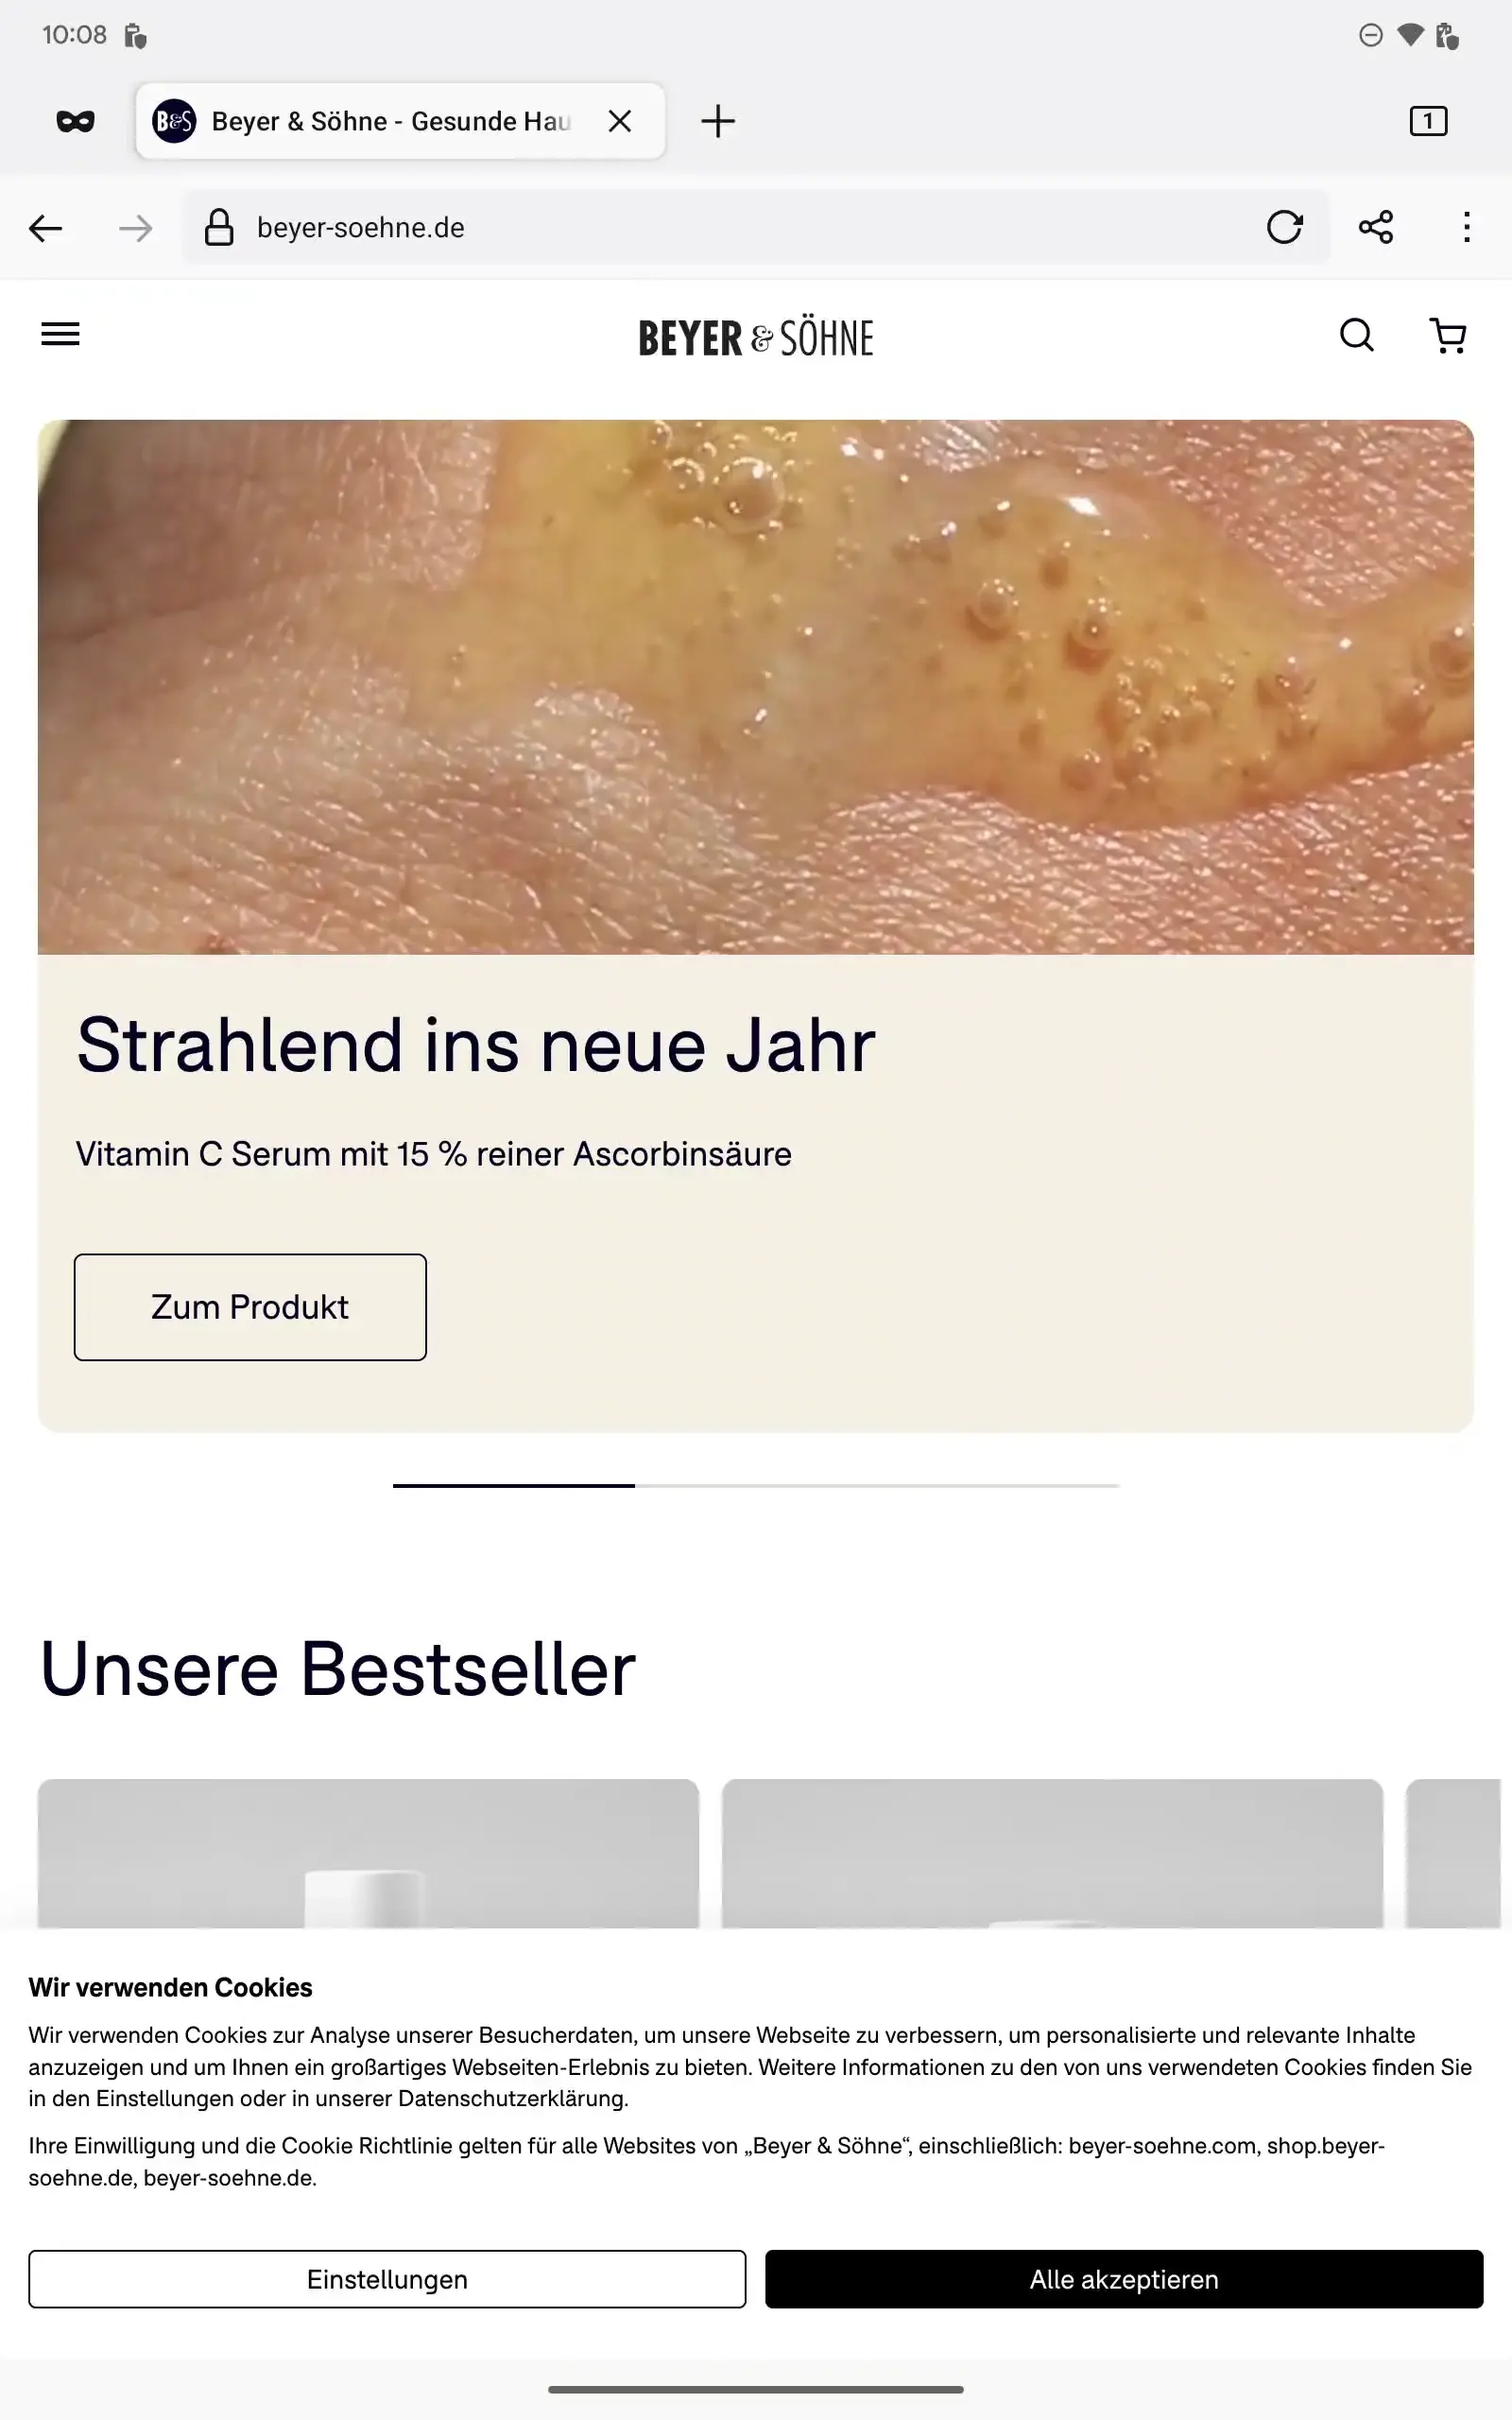 10:08
B&S Beyer & Söhne - Gesunde Hau
1
beyer-soehne.de
BEYER & SÖHNE
Strahlend ins neue Jahr
Vitamin C Serum mit 15 % reiner Ascorbinsäure
Zum Produkt
Unsere Bestseller
Wir verwenden Cookies
Wir verwenden Cookies zur Analyse unserer Besucherdaten, um unsere Webseite zu verbessern, um personalisierte und relevante Inhalte
anzuzeigen und um Ihnen ein großartiges Webseiten-Erlebnis zu bieten. Weitere Informationen zu den von uns verwendeten Cookies finden Sie
in den Einstellungen oder in unserer Datenschutzerklärung.
Ihre Einwilligung und die Cookie Richtlinie gelten für alle Websites von „Beyer & Söhne“, einschließlich: beyer-soehne.com, shop.beyer-
soehne.de, beyer-soehne.de.
Einstellungen
Alle akzeptieren